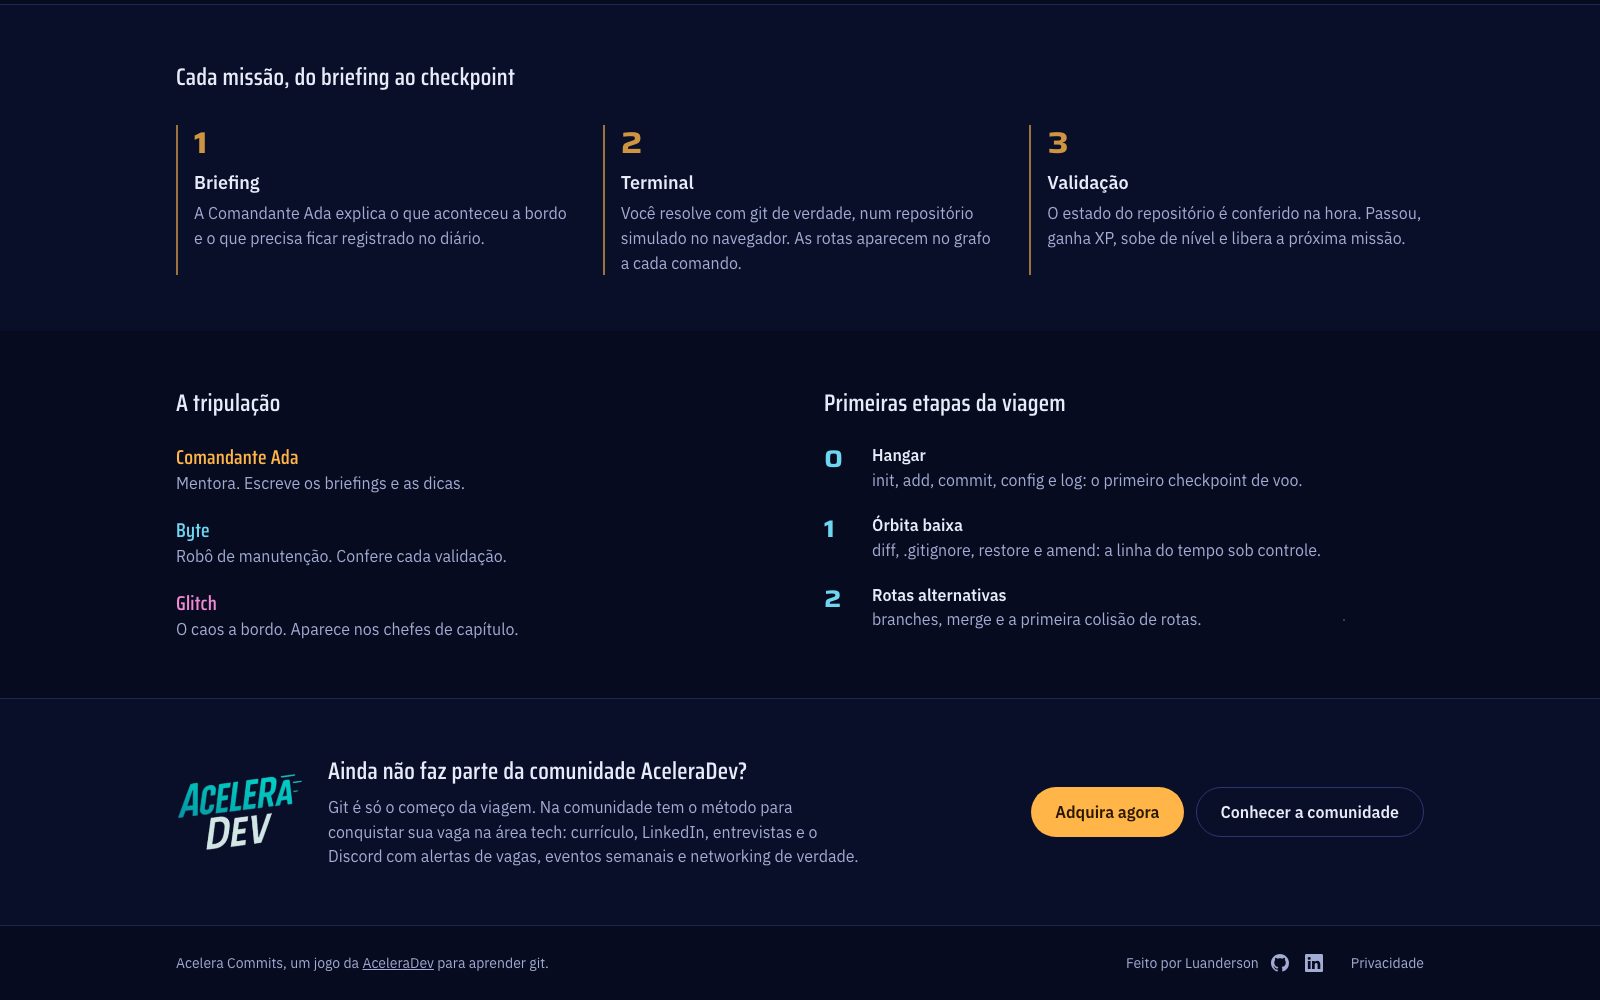 Cada missão, do briefing ao checkpoint
1
Briefing
A Comandante Ada explica o que aconteceu a bordo
e o que precisa ficar registrado no diário.
2
Terminal
Você resolve com git de verdade, num repositório
simulado no navegador. As rotas aparecem no grafo
a cada comando.
3
Validação
O estado do repositório é conferido na hora. Passou,
ganha XP, sobe de nível e libera a próxima missão.
A tripulação
Comandante Ada
Mentora. Escreve os briefings e as dicas.
Byte
Robô de manutenção. Confere cada validação.
Glitch
O caos a bordo. Aparece nos chefes de capítulo.
Primeiras etapas da viagem
0
Hangar
init, add, commit, config e log: o primeiro checkpoint de voo.
1
Órbita baixa
diff, .gitignore, restore e amend: a linha do tempo sob controle.
2
Rotas alternativas
branches, merge e a primeira colisão de rotas.
ACELERA
DEV
Ainda não faz parte da comunidade AceleraDev?
Git é só o começo da viagem. Na comunidade tem o método para
conquistar sua vaga na área tech: currículo, LinkedIn, entrevistas e o
Discord com alertas de vagas, eventos semanais e networking de verdade.
Adquira agora
Conhecer a comunidade
Acelera Commits, um jogo da AceleraDev para aprender git.
Feito por Luanderson
in
Privacidade